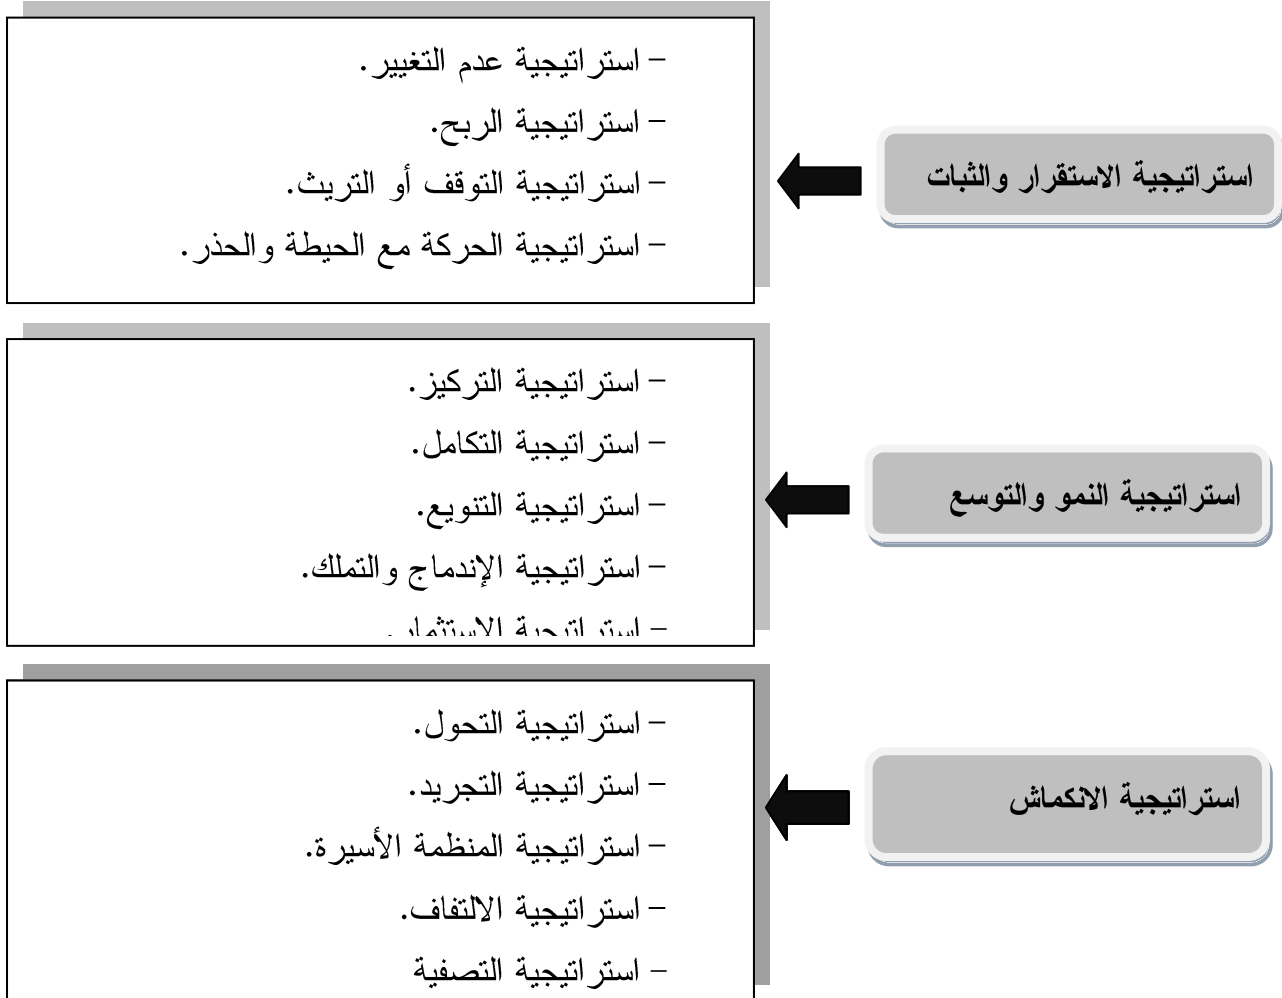 استراتيجية الاستقرار والثبات
- استراتيجية عدم التغيير.
- استراتيجية الربح.
- استراتيجية التوقف أو التريث.
- استراتيجية الحركة مع الحيطة والحذر.
استراتيجية النمو والتوسع
- استراتيجية التركيز.
- استراتيجية التكامل.
- استراتيجية التنويع.
- استراتيجية الإندماج والتملك.
- استراتيجية الاستثمار.
استراتيجية الانكماش
- استراتيجية التحول.
- استراتيجية التجريد.
- استراتيجية المنظمة الأسيرة.
- استراتيجية الالتفاف.
- استراتيجية التصفية